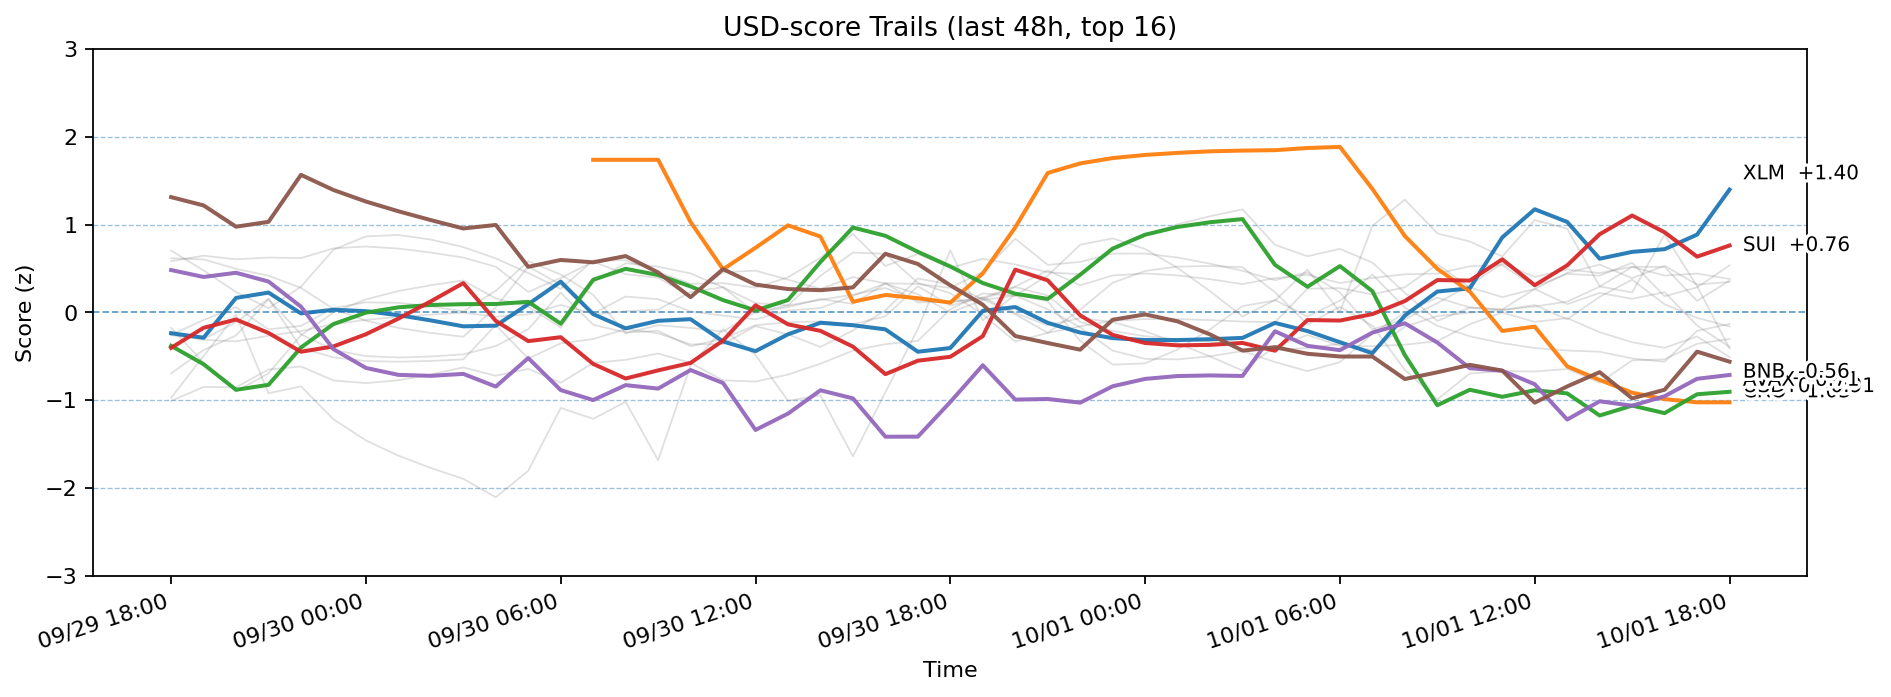 USD-score Trails (last 48h, top 16)
3
2
1
0
−1
−2
−3
Score (z)
XLM +1.40
SUI +0.76
BNB -0.56
09/29 18:00
09/30 00:00
09/30 06:00
09/30 12:00
09/30 18:00
10/01 00:00
10/01 06:00
10/01 12:00
10/01 18:00
Time